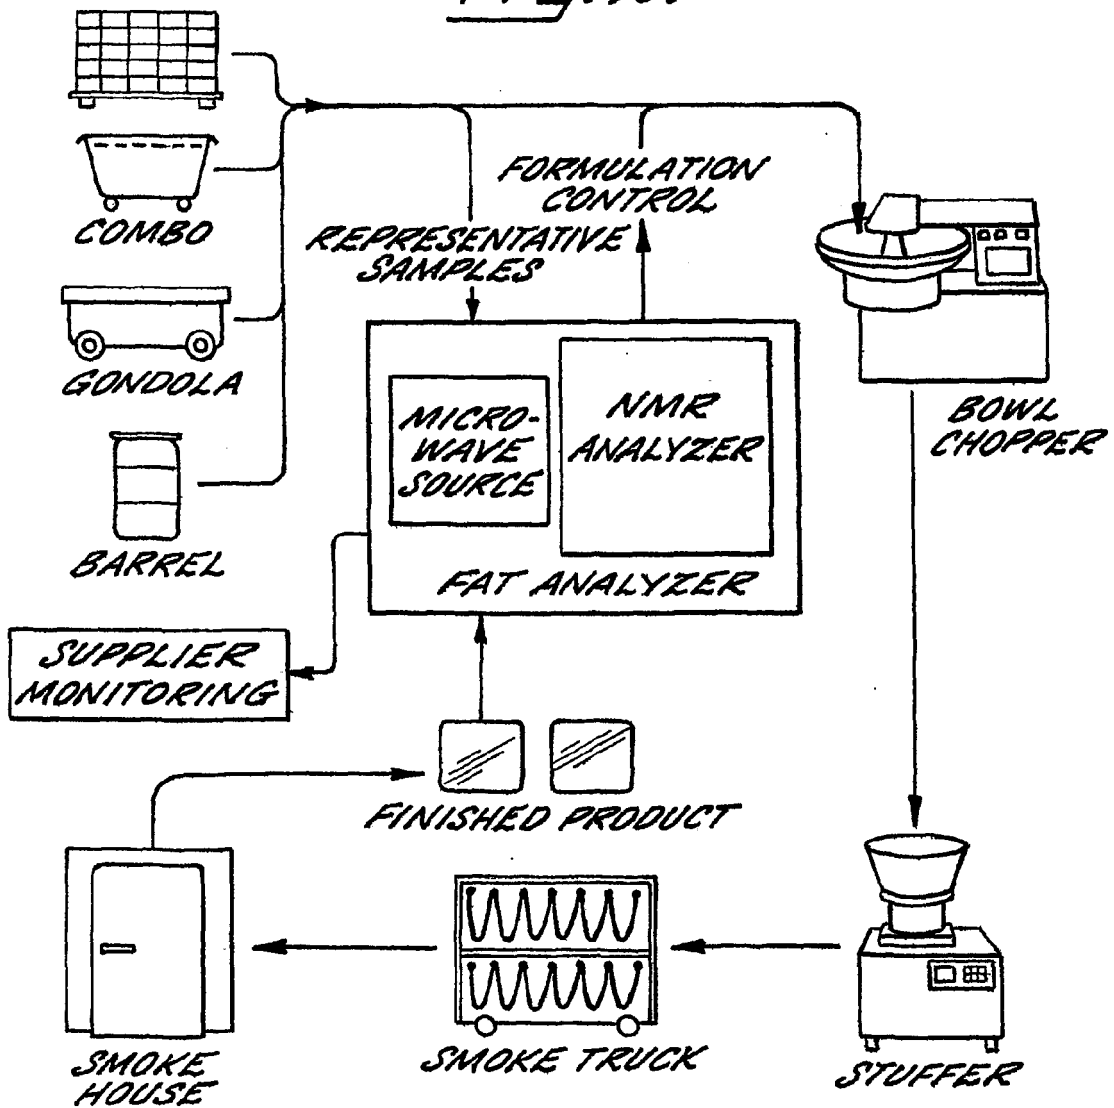 FORMULATION
CONTROL
COMBO
REPRESENTATIVE
SAMPLES
GONDOLA
MICRO-
WAVE
SOURCE
NMR
ANALYZER
BOWL
CHOPPER
BARREL
FAT ANALYZER
SUPPLIER
MONITORING
FINISHED PRODUCT
SMOKE
HOUSE
SMOKE TRUCK
STUFFER